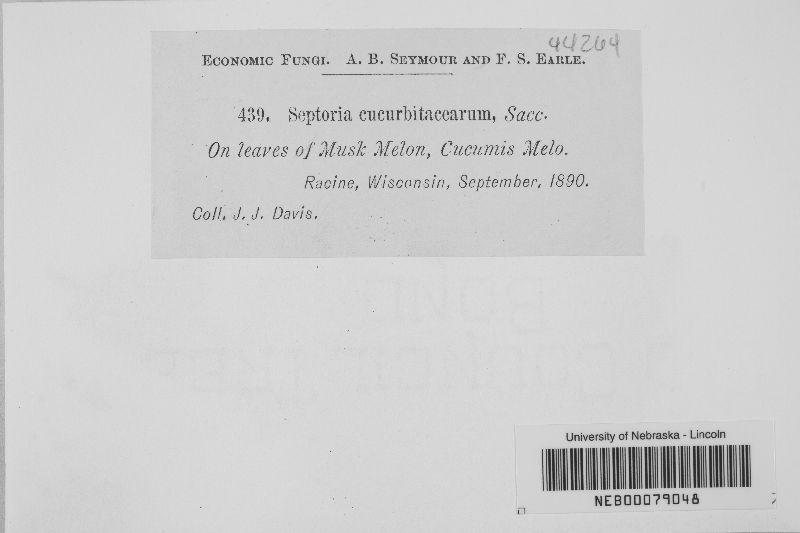 44264
ECONOMIC FUNGI. A. B. SEYMOUR AND F. S. EARLE.
439. Septoria cucurbitacearum, Sacc.
On leaves of Musk Melon, Cucumis Melo.
Racine, Wisconsin, September, 1890.
Coll. J. J. Davis.
University of Nebraska - Lincoln
NEB00079048